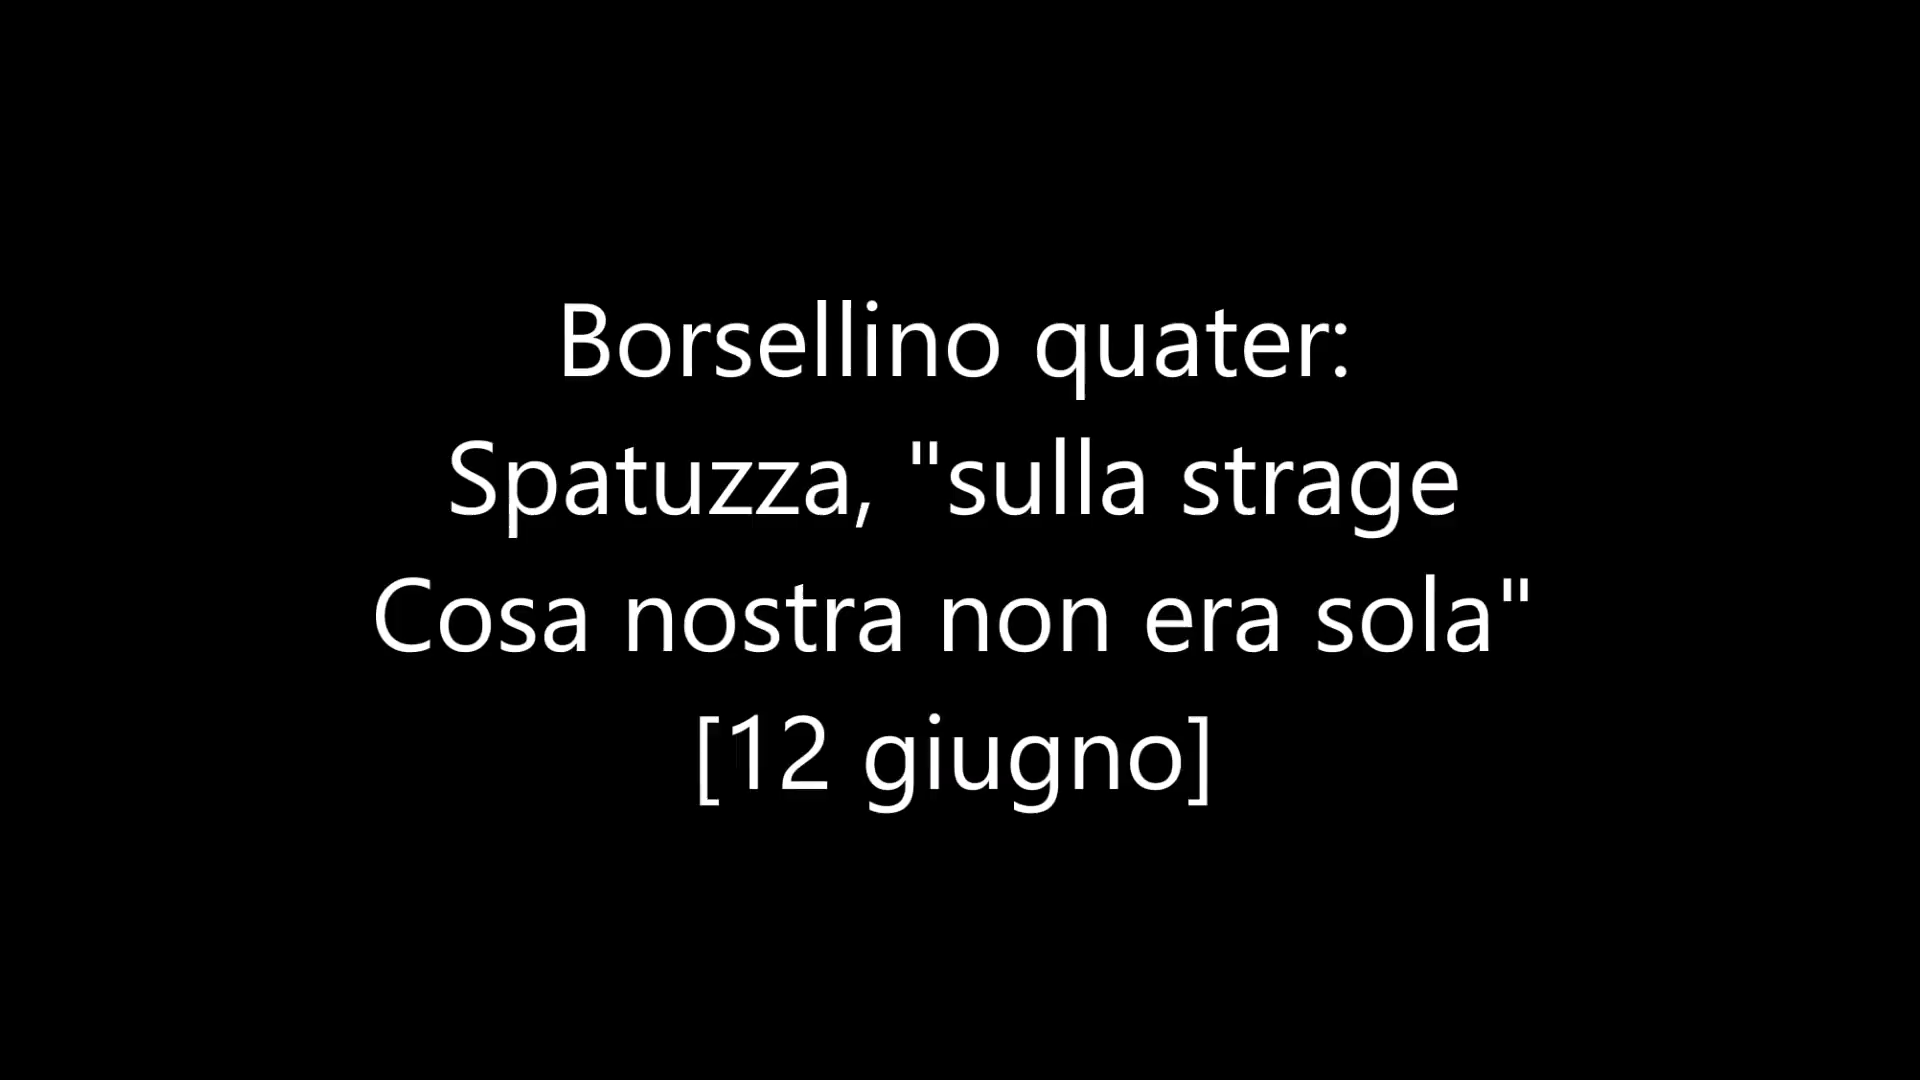 Borsellino quater:
Spatuzza, "sulla strage
Cosa nostra non era sola"
[12 giugno]